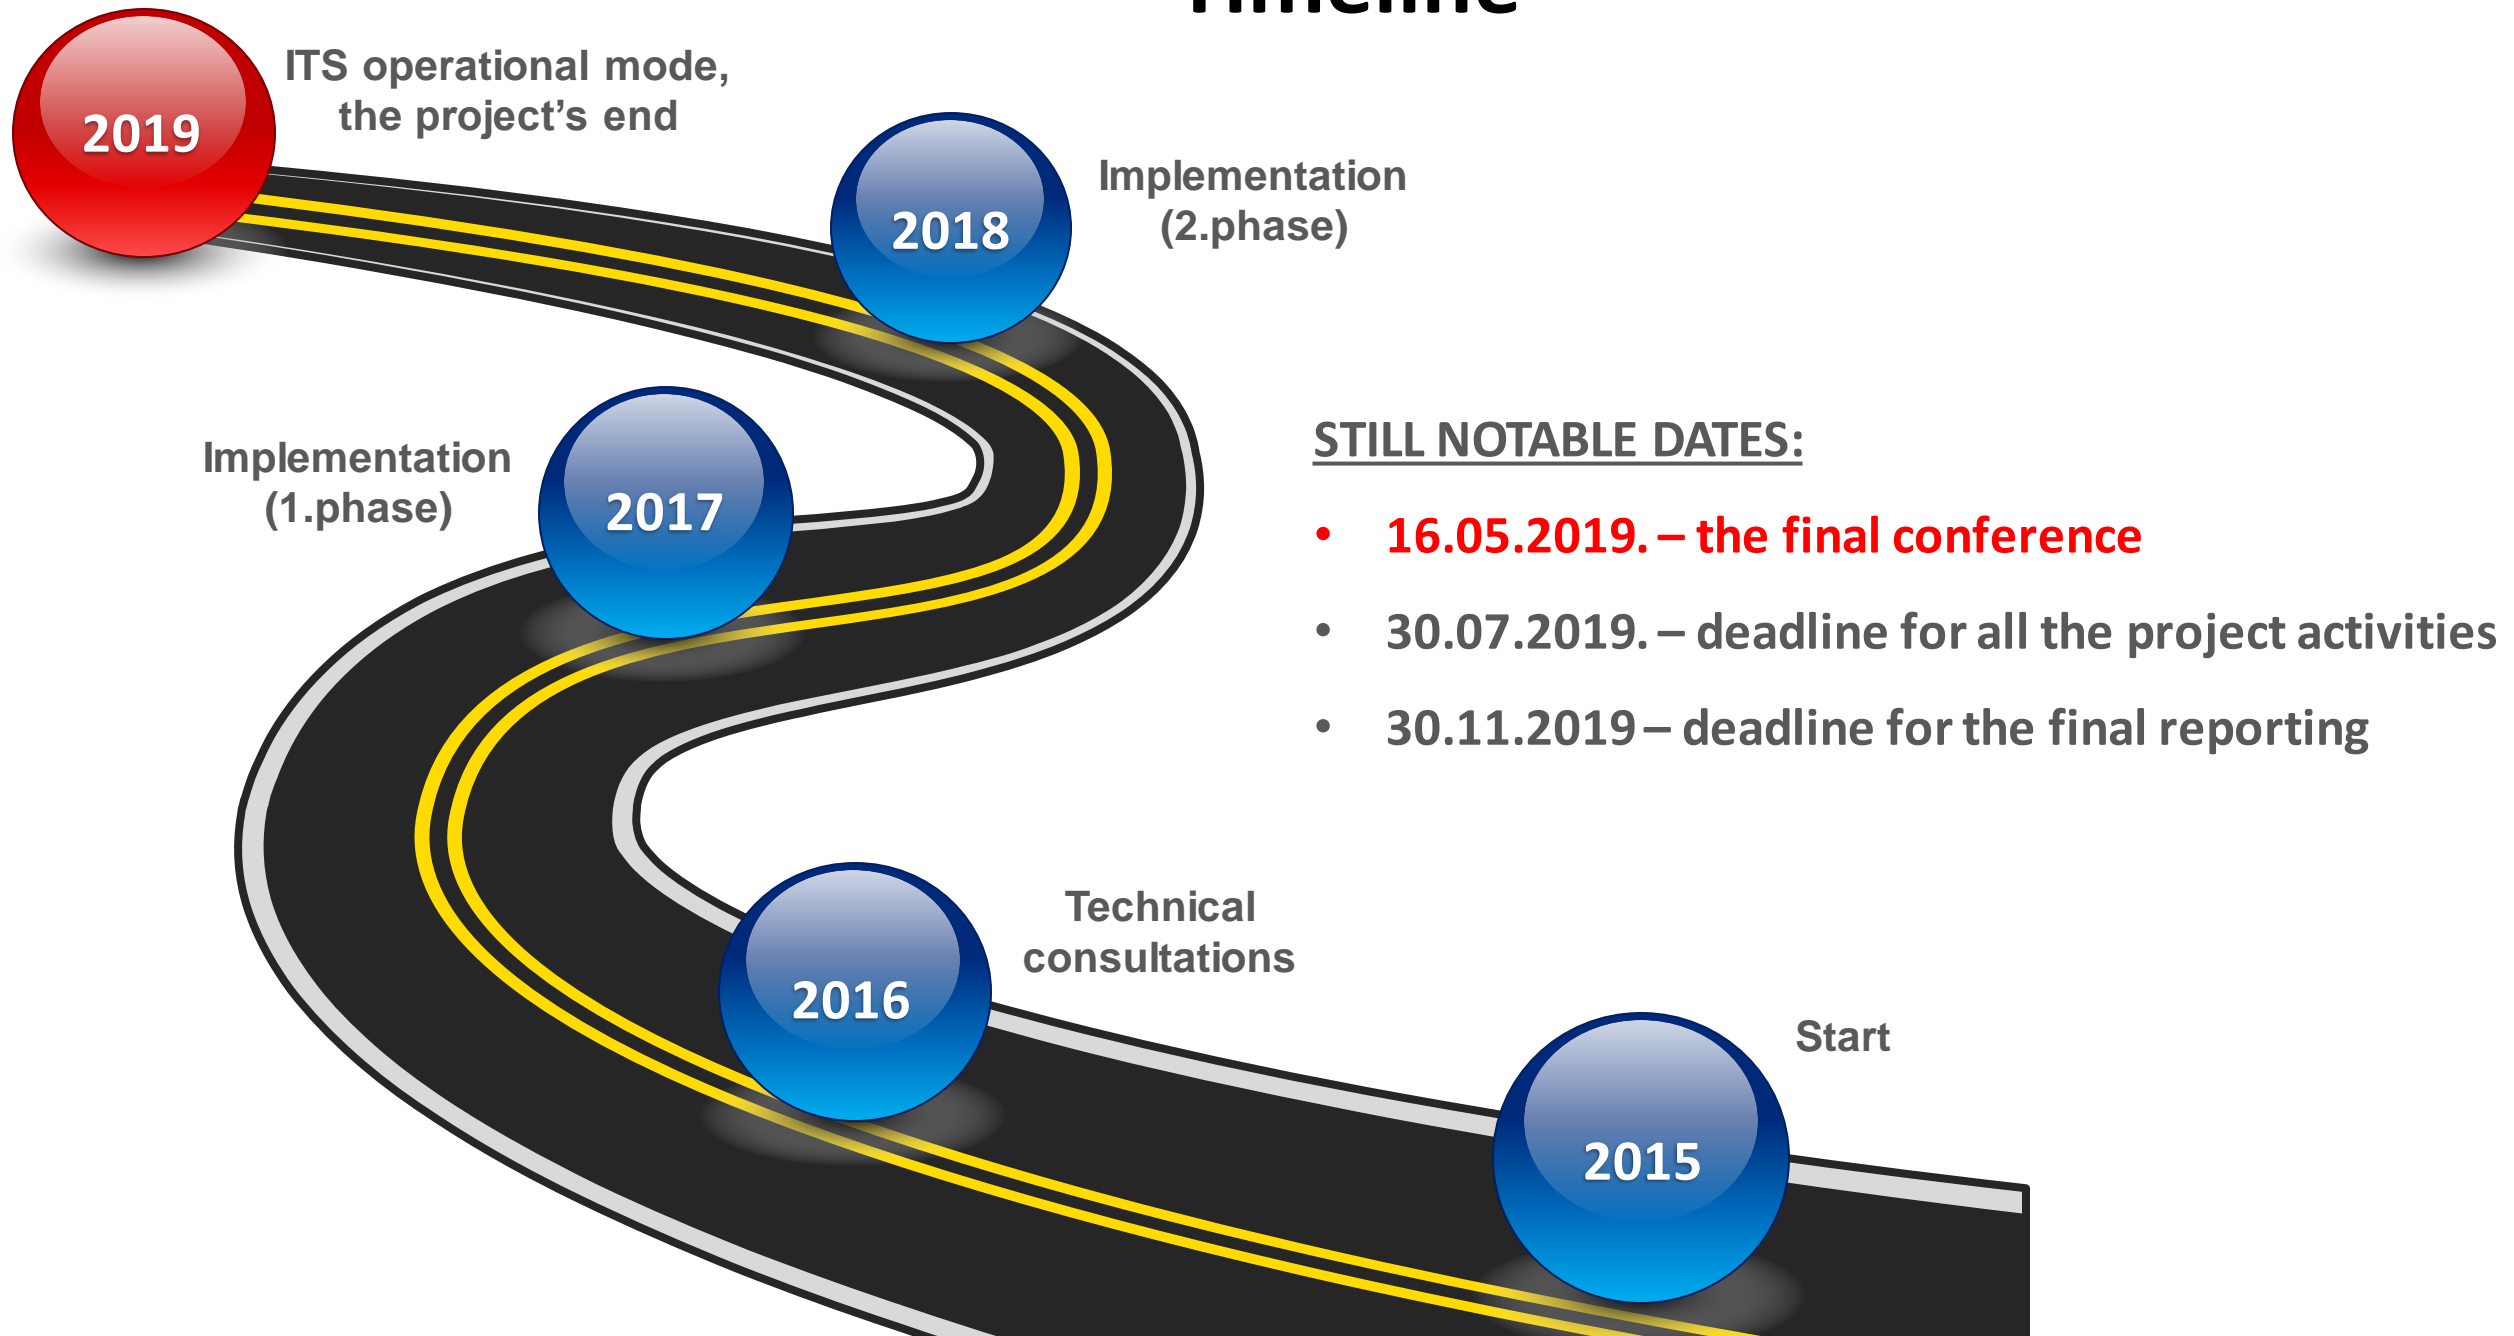 Timeline
ITS operational mode,
the project’s end
2019
2018
Implementation
(2.phase)
Implementation
(1.phase)
2017
STILL NOTABLE DATES:
• 16.05.2019. – the final conference
• 30.07.2019. – deadline for all the project activities
• 30.11.2019 – deadline for the final reporting
Technical
consultations
2016
Start
2015